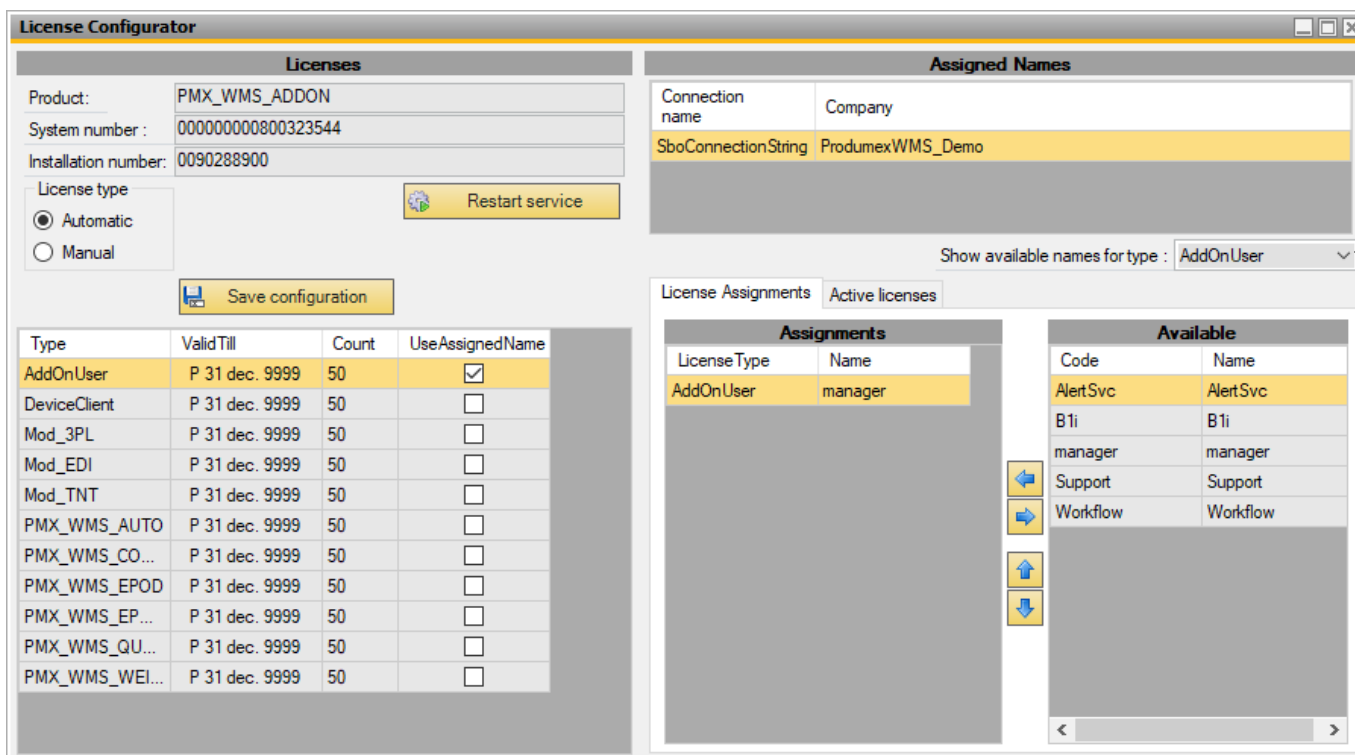 License Configurator
Licenses
Product: PMX_WMS_ADDON
System number : 000000000800323544
Installation number: 0090288900
License type
Automatic
Manual
Restart service
Save configuration
Type ValidTill Count UseAssignedName
AddOnUser P 31 dec. 9999 50
DeviceClient P 31 dec. 9999 50
Mod_3PL P 31 dec. 9999 50
Mod_EDI P 31 dec. 9999 50
Mod_TNT P 31 dec. 9999 50
PMX_WMS_AUTO P 31 dec. 9999 50
PMX_WMS_CO... P 31 dec. 9999 50
PMX_WMS_EPOD P 31 dec. 9999 50
PMX_WMS_EP... P 31 dec. 9999 50
PMX_WMS_QU... P 31 dec. 9999 50
PMX_WMS_WEI... P 31 dec. 9999 50
Assigned Names
Connection
name
Company
SboConnectionString ProdumexWMS_Demo
Show available names for type : AddOnUser
License Assignments Active licenses
Assignments
LicenseType Name
AddOnUser manager
Available
Code Name
AlertSvc AlertSvc
B1i B1i
manager manager
Support Support
Workflow Workflow